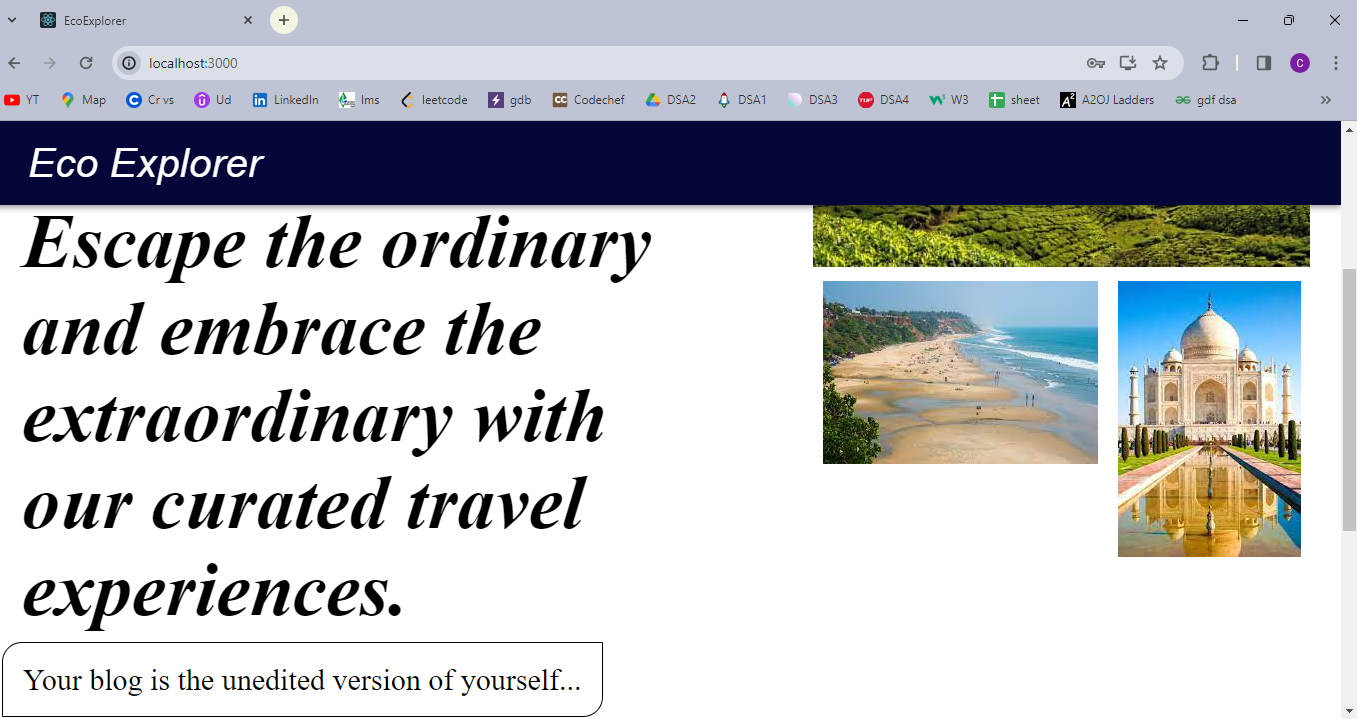 EcoExplorer
localhost:3000
YT Map Cr vs Ud LinkedIn lms leetcode gdb Codechef DSA2 DSA1 DSA3 DSA4 W3 sheet A2OJ Ladders gdf dsa
Eco Explorer
Escape the ordinary
and embrace the
extraordinary with
our curated travel
experiences.
Your blog is the unedited version of yourself...